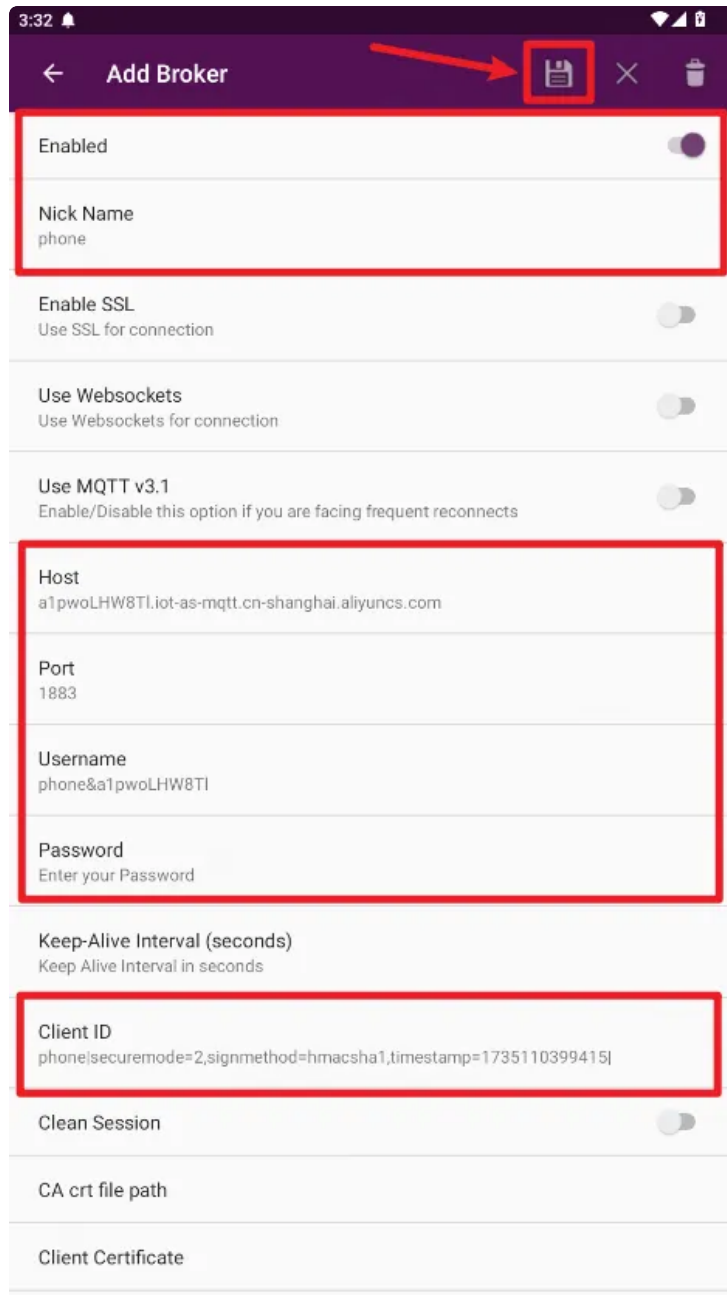 3:32
Add Broker
Enabled
Nick Name
phone
Enable SSL
Use SSL for connection
Use Websockets
Use Websockets for connection
Use MQTT v3.1
Enable/Disable this option if you are facing frequent reconnects
Host
a1pwoLHW8Tl.iot-as-mqtt.cn-shanghai.aliyuncs.com
Port
1883
Username
phone&a1pwoLHW8Tl
Password
Enter your Password
Keep-Alive Interval (seconds)
Keep Alive Interval in seconds
Client ID
phone|securemode=2,signmethod=hmacsha1,timestamp=1735110399415|
Clean Session
CA crt file path
Client Certificate